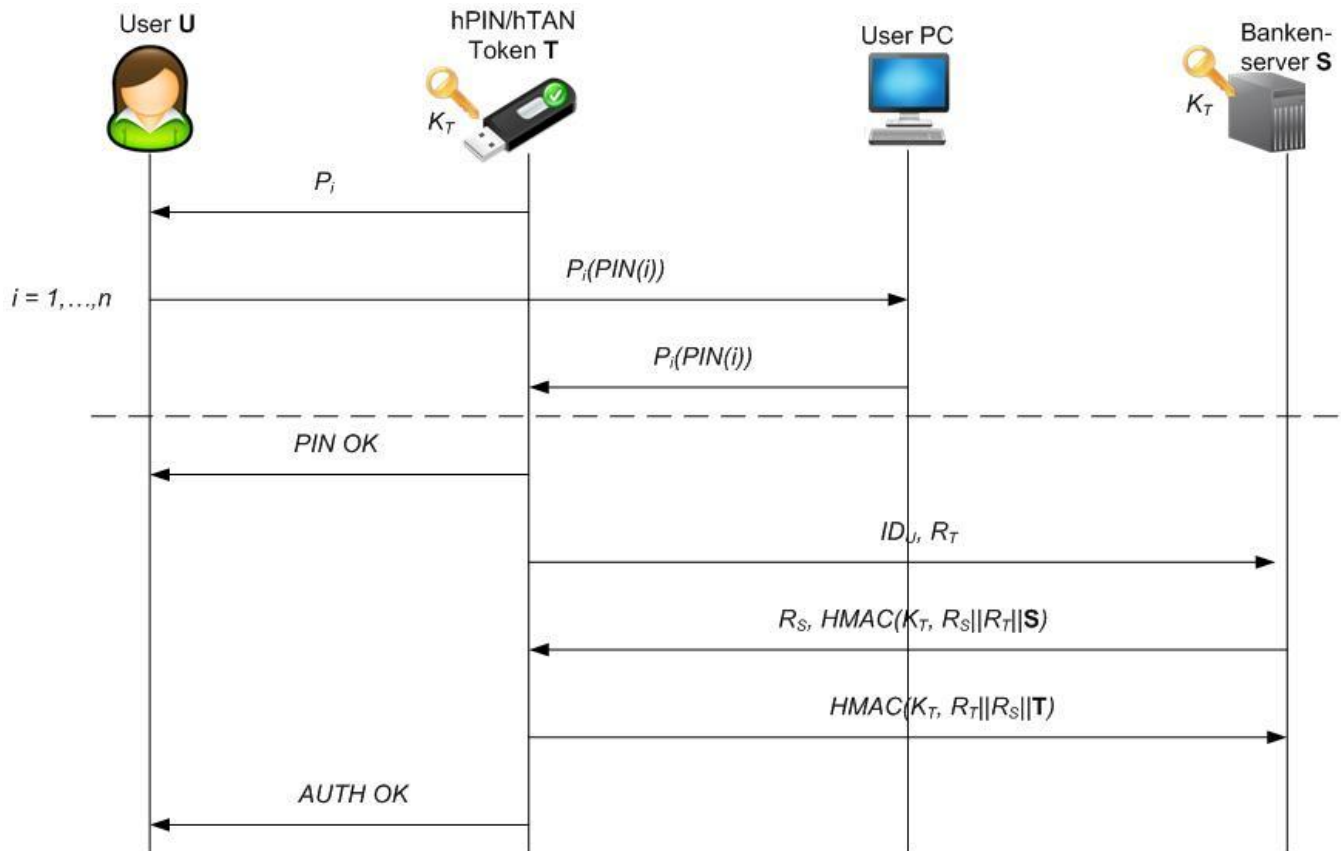 User U
hPIN/hTAN
Token T
User PC
Banken-
server S
K_T
K_T
P_i
P_i(PIN(i))
i = 1,…,n
P_i(PIN(i))
PIN OK
ID_U, R_T
R_S, HMAC(K_T, R_S||R_T||S)
HMAC(K_T, R_T||R_S||T)
AUTH OK